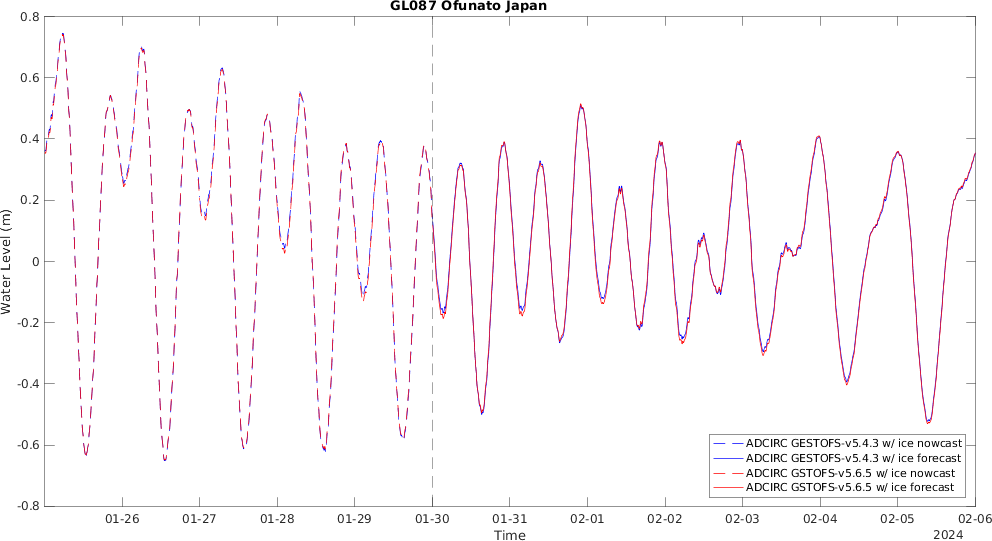 GL087 Ofunato Japan
0.8
0.6
0.4
0.2
0
-0.2
-0.4
-0.6
-0.8
Water Level (m)
01-26 01-27 01-28 01-29 01-30 01-31 02-01 02-02 02-03 02-04 02-05 02-06
Time
2024
ADCIRC GESTOFS-v5.4.3 w/ ice nowcast
ADCIRC GESTOFS-v5.4.3 w/ ice forecast
ADCIRC GSTOFS-v5.6.5 w/ ice nowcast
ADCIRC GSTOFS-v5.6.5 w/ ice forecast